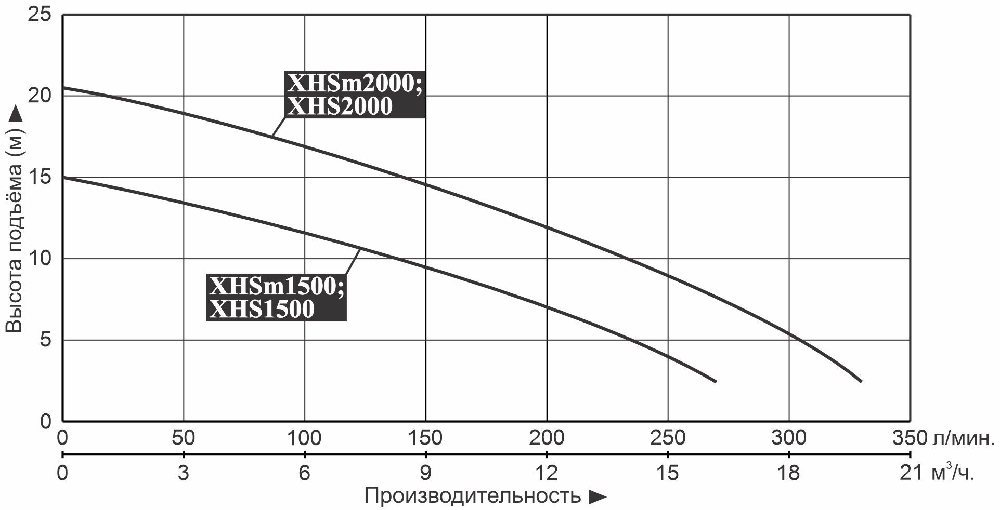 25
20
15
10
5
0
Высота подъёма (м)
XHSm2000;
XHS2000
XHSm1500;
XHS1500
0 50 100 150 200 250 300 350 л/мин.
0 3 6 9 12 15 18 21 м³/ч.
Производительность